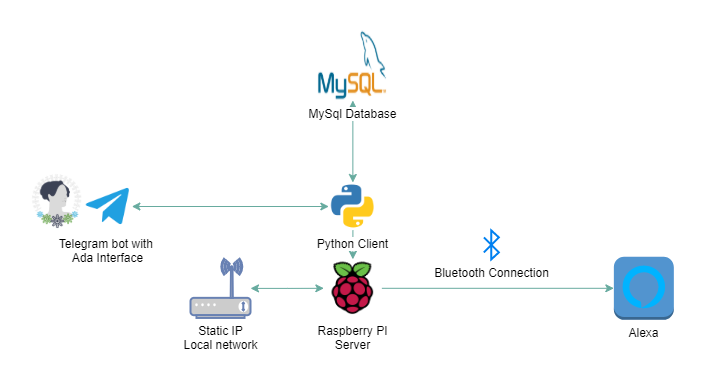 MySQL
MySql Database
Telegram bot with
Ada Interface
Python Client
Bluetooth Connection
Static IP
Local network
Raspberry PI
Server
Alexa